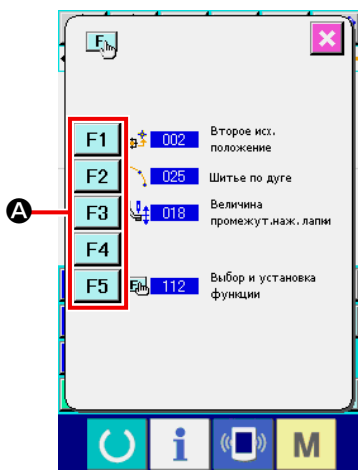 F
F1 002 Второе исх.
положение
F2 025 Шитье по дуге
A F3 018 Величина
промежут.наж.лапки
F4
F5 112 Выбор и установка
функции
i M